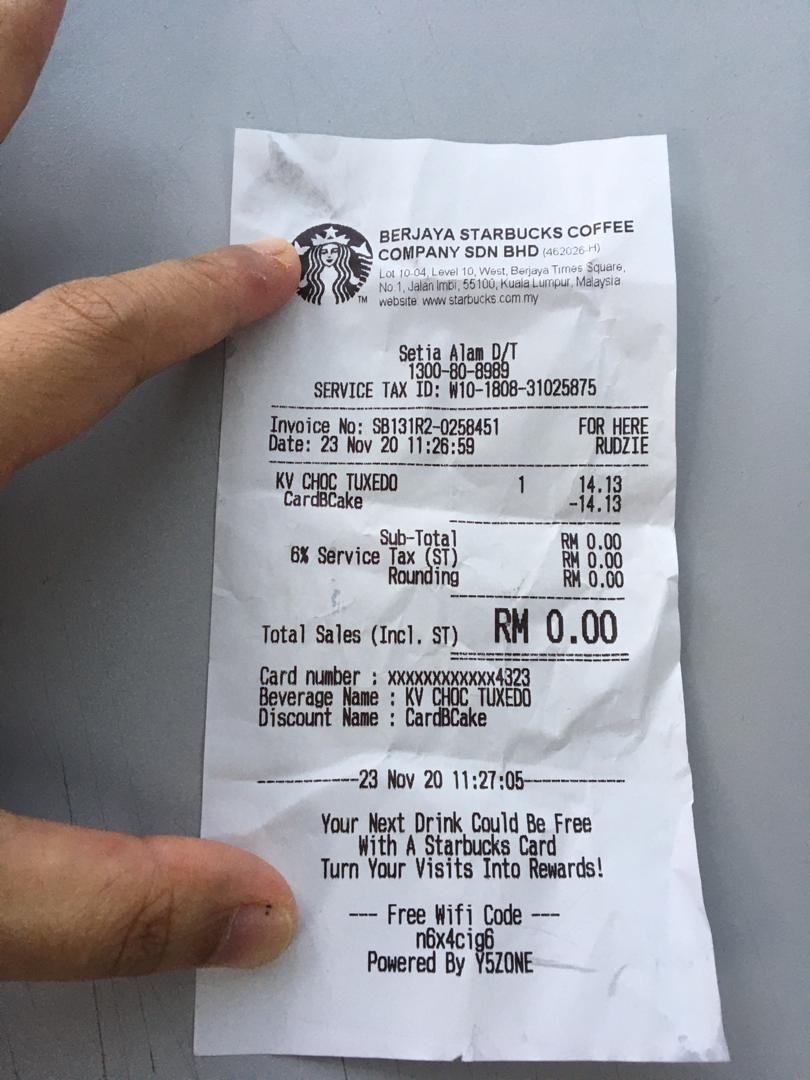 BERJAYA STARBUCKS COFFEE
COMPANY SDN BHD (462026-H)
Lot 10-04, Level 10, West, Berjaya Times Square,
No.1, Jalan Imbi, 55100, Kuala Lumpur, Malaysia
website www.starbucks.com.my
TM
Setia Alam D/T
1300-80-8989
SERVICE TAX ID: W10-1808-31025875
Invoice No: SB131R2-0258451 FOR HERE
Date: 23 Nov 20 11:26:59 RUDZIE
KV CHOC TUXEDO 1 14.13
CardBCake -14.13
Sub-Total RM 0.00
6% Service Tax (ST) RM 0.00
Rounding RM 0.00
Total Sales (Incl. ST) RM 0.00
Card number : xxxxxxxxxxxx4323
Beverage Name : KV CHOC TUXEDO
Discount Name : CardBCake
23 Nov 20 11:27:05
Your Next Drink Could Be Free
With A Starbucks Card
Turn Your Visits Into Rewards!
--- Free Wifi Code ---
n6x4cig6
Powered By Y5ZONE